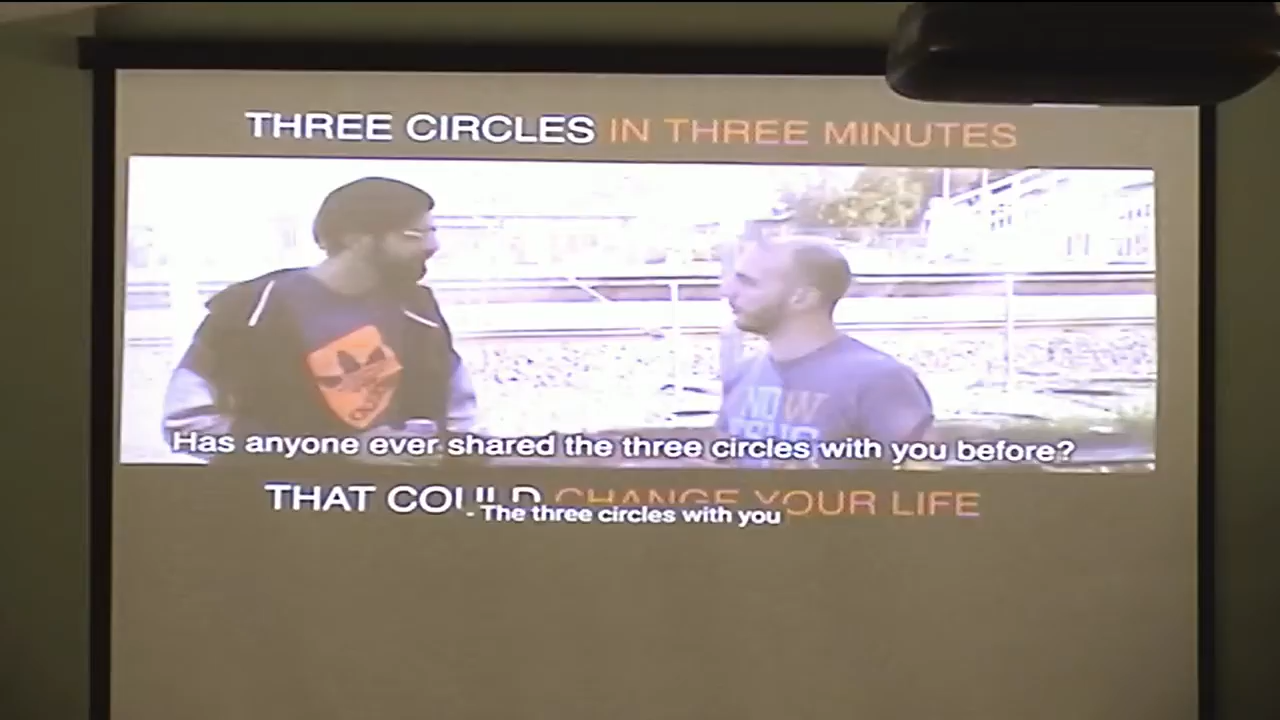 THREE CIRCLES IN THREE MINUTES
NOW
Has anyone ever shared the three circles with you before?
THAT COULD CHANGE YOUR LIFE
- The three circles with you